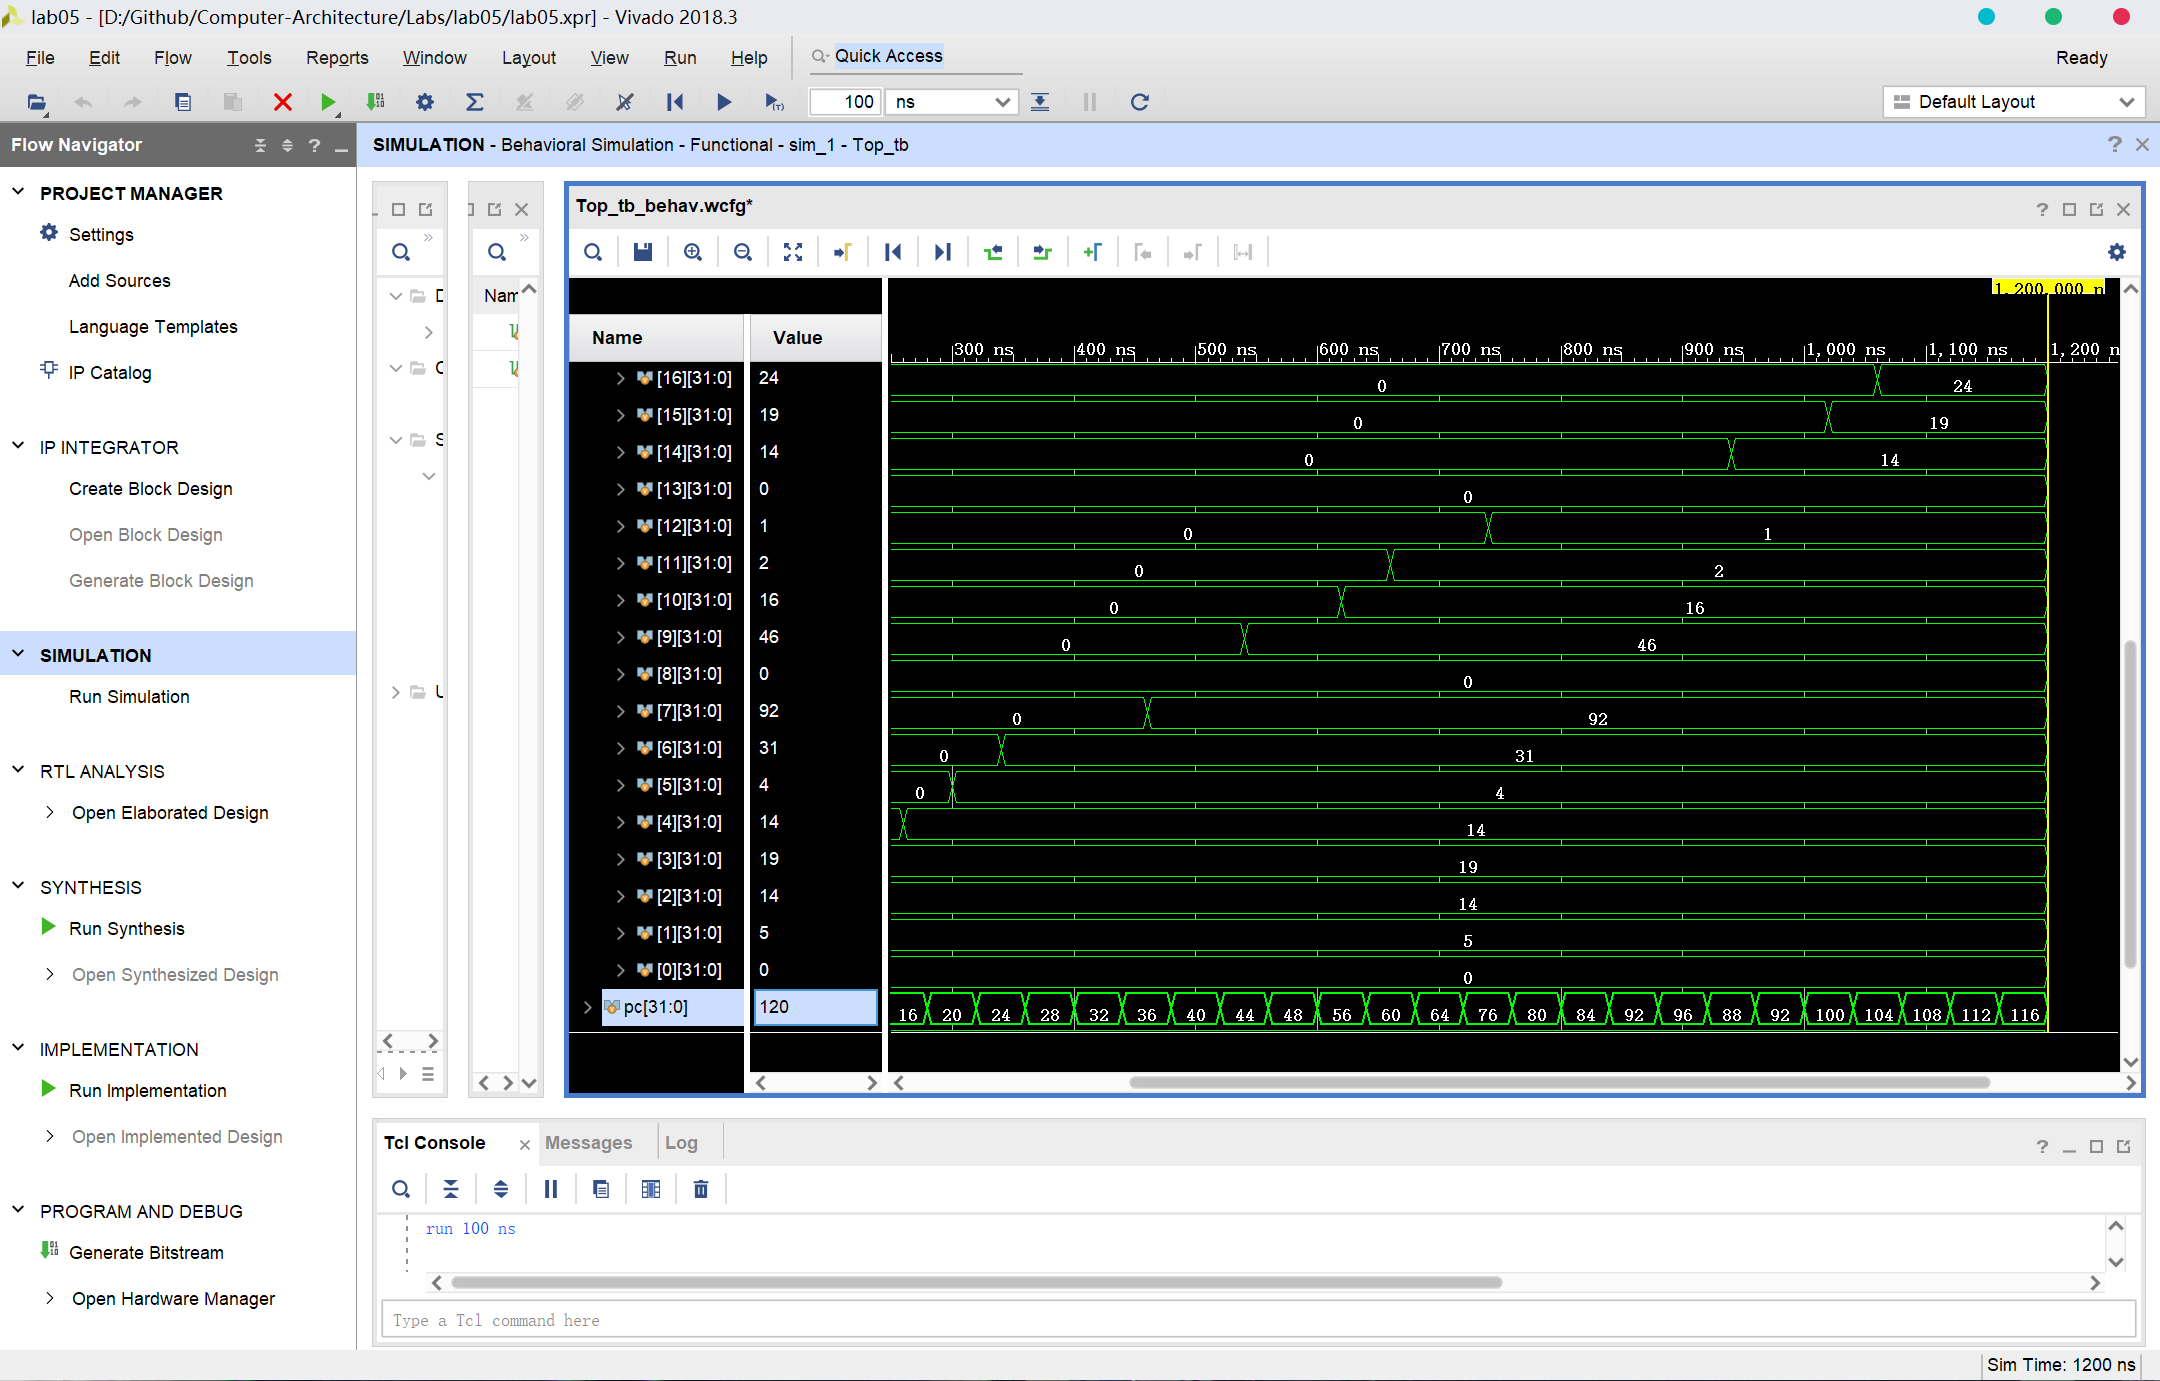 lab05 - [D:/Github/Computer-Architecture/Labs/lab05/lab05.xpr] - Vivado 2018.3
File Edit Flow Tools Reports Window Layout View Run Help Quick Access Ready
100 ns Default Layout
Flow Navigator
SIMULATION - Behavioral Simulation - Functional - sim_1 - Top_tb
PROJECT MANAGER
Settings
Add Sources
Language Templates
IP Catalog
IP INTEGRATOR
Create Block Design
Open Block Design
Generate Block Design
SIMULATION
Run Simulation
RTL ANALYSIS
Open Elaborated Design
SYNTHESIS
Run Synthesis
Open Synthesized Design
IMPLEMENTATION
Run Implementation
Open Implemented Design
PROGRAM AND DEBUG
Generate Bitstream
Open Hardware Manager
Nam
Top_tb_behav.wcfg*
1,200.000 n
Name Value 300 ns 400 ns 500 ns 600 ns 700 ns 800 ns 900 ns 1,000 ns 1,100 ns 1,200 n
[16][31:0] 24 0 24
[15][31:0] 19 0 19
[14][31:0] 14 0 14
[13][31:0] 0 0
[12][31:0] 1 0 1
[11][31:0] 2 0 2
[10][31:0] 16 0 16
[9][31:0] 46 0 46
[8][31:0] 0 0
[7][31:0] 92 0 92
[6][31:0] 31 0 31
[5][31:0] 4 0 4
[4][31:0] 14 14
[3][31:0] 19 19
[2][31:0] 14 14
[1][31:0] 5 5
[0][31:0] 0 0
pc[31:0] 120 16 20 24 28 32 36 40 44 48 56 60 64 76 80 84 92 96 88 92 100 104 108 112 116
Tcl Console Messages Log
run 100 ns
Type a Tcl command here
Sim Time: 1200 ns